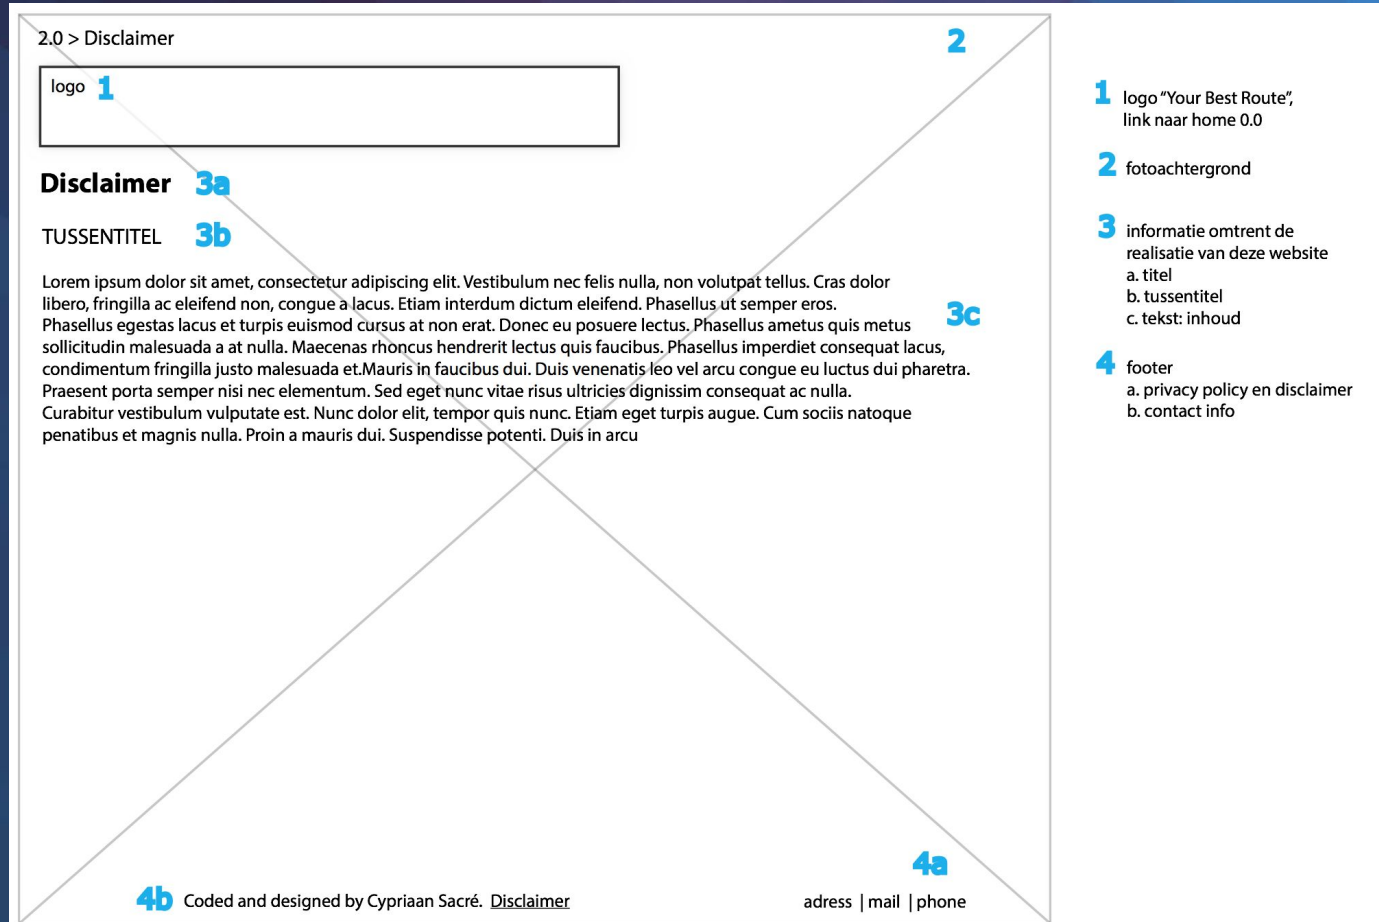 2.0 > Disclaimer
2
logo 1
Disclaimer 3a
TUSSENTITEL 3b
Lorem ipsum dolor sit amet, consectetur adipiscing elit. Vestibulum nec felis nulla, non volutpat tellus. Cras dolor
libero, fringilla ac eleifend non, congue a lacus. Etiam interdum dictum eleifend. Phasellus ut semper eros.
Phasellus egestas lacus et turpis euismod cursus at non erat. Donec eu posuere lectus. Phasellus ametus quis metus
sollicitudin malesuada a at nulla. Maecenas rhoncus hendrerit lectus quis faucibus. Phasellus imperdiet consequat lacus,
condimentum fringilla justo malesuada et.Mauris in faucibus dui. Duis venenatis leo vel arcu congue eu luctus dui pharetra.
Praesent porta semper nisi nec elementum. Sed eget nunc vitae risus ultricies dignissim consequat ac nulla.
Curabitur vestibulum vulputate est. Nunc dolor elit, tempor quis nunc. Etiam eget turpis augue. Cum sociis natoque
penatibus et magnis nulla. Proin a mauris dui. Suspendisse potenti. Duis in arcu
3c
4a
4b Coded and designed by Cypriaan Sacré. Disclaimer
adress | mail | phone
1 logo “Your Best Route”,
link naar home 0.0
2 fotoachtergrond
3 informatie omtrent de
realisatie van deze website
a. titel
b. tussentitel
c. tekst: inhoud
4 footer
a. privacy policy en disclaimer
b. contact info